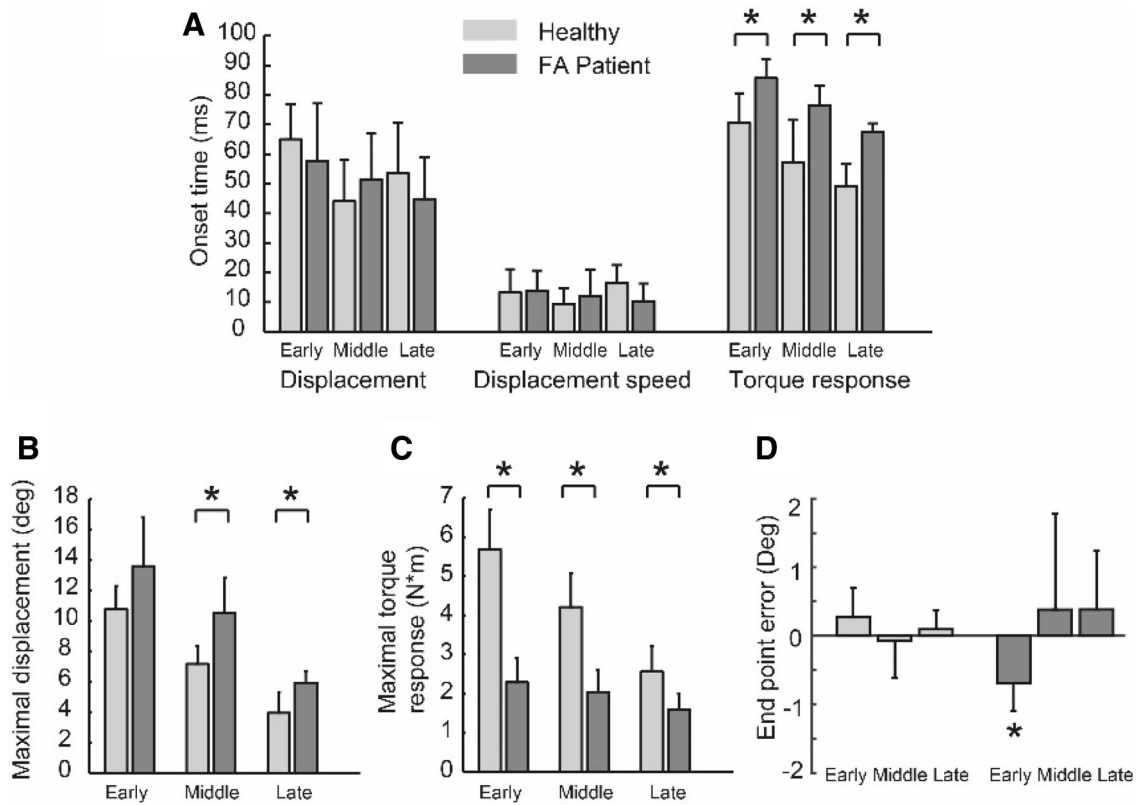 A
Healthy
FA Patient
* * *
Onset time (ms)
100
90
80
70
60
50
40
30
20
10
0
Early Middle Late
Early Middle Late
Early Middle Late
Displacement
Displacement speed
Torque response
B
* *
Maximal displacement (deg)
18
16
14
12
10
8
6
4
2
0
Early Middle Late
C
* * *
Maximal torque
response (N*m)
7
6
5
4
3
2
1
0
Early Middle Late
D
End point error (Deg)
2
1
0
-1
-2
*
Early Middle Late
Early Middle Late